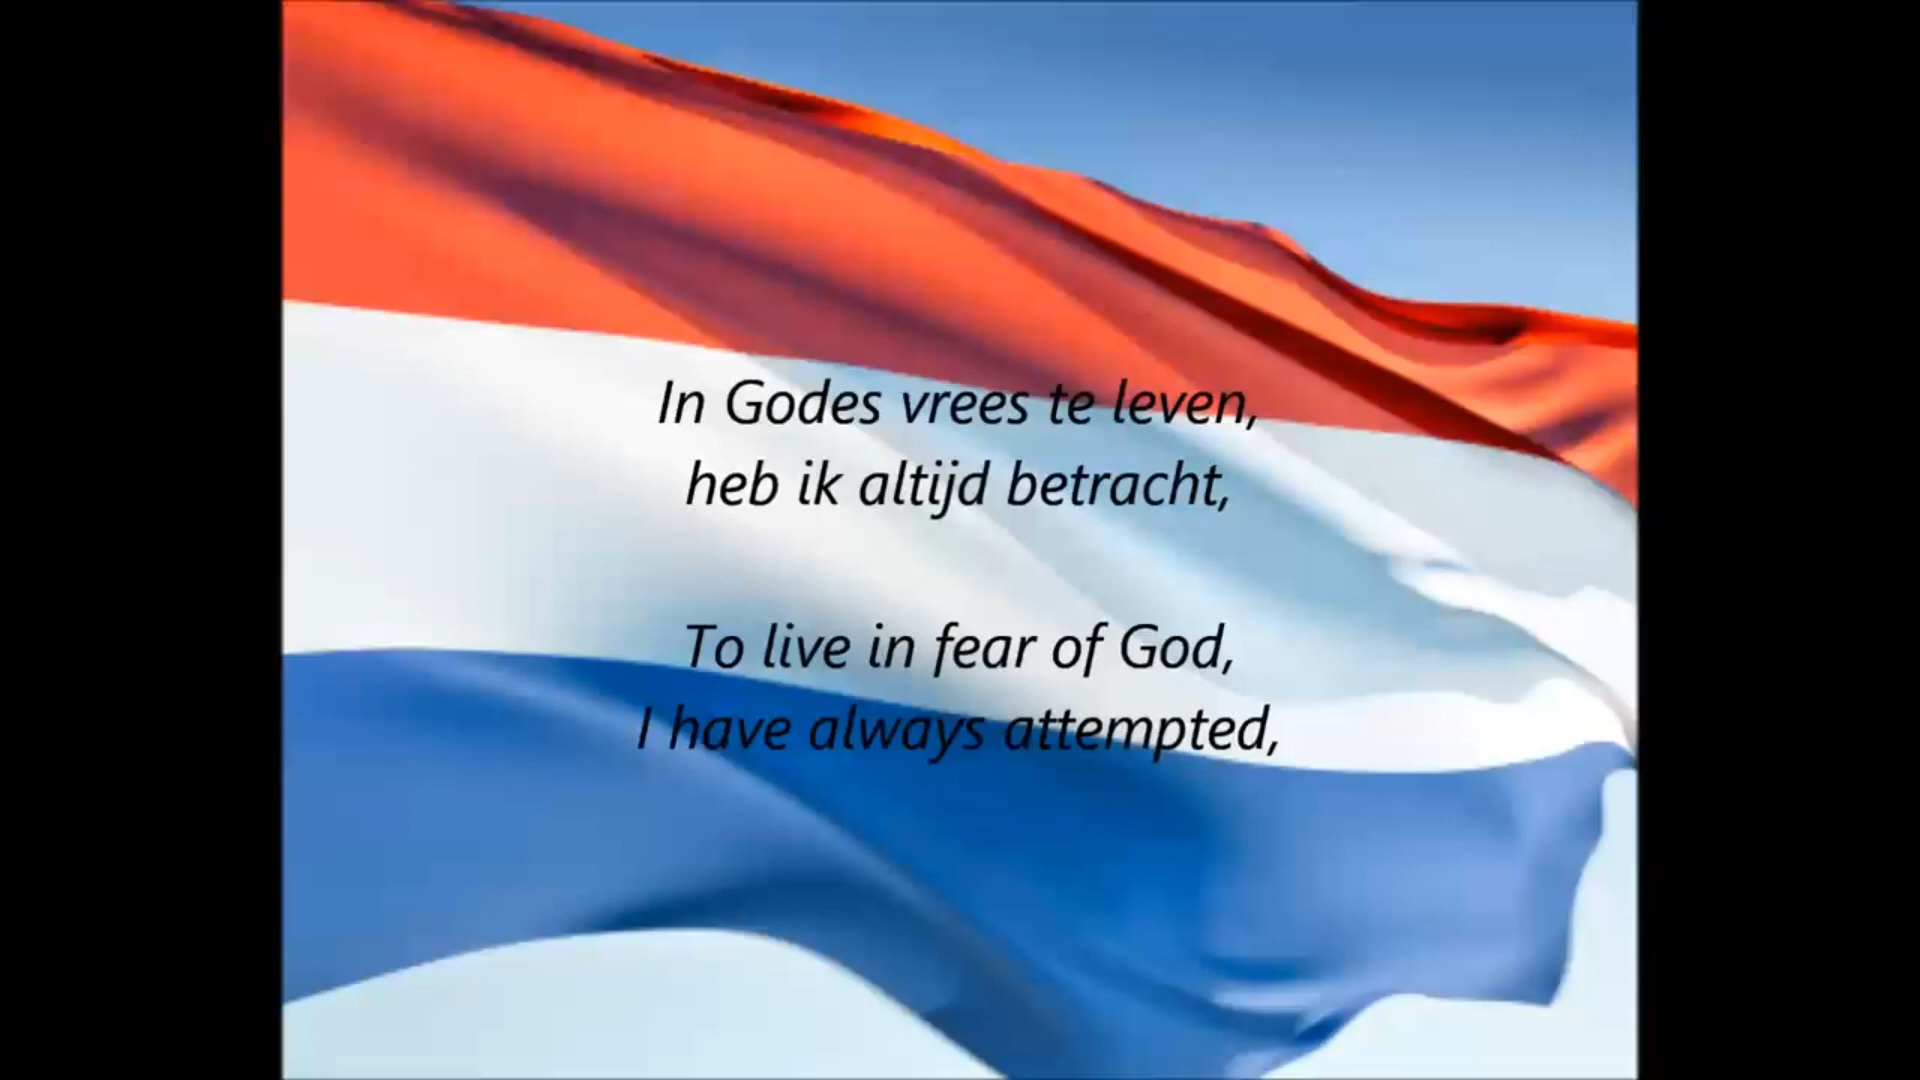 In Godes vrees te leven,
heb ik altijd betracht,
To live in fear of God,
I have always attempted,